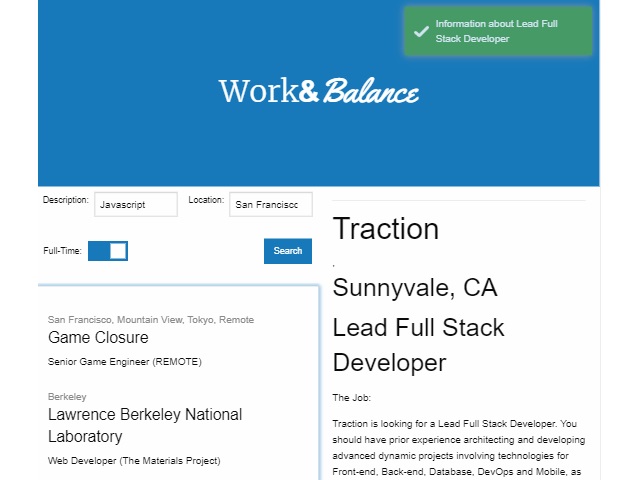 Information about Lead Full
Stack Developer
Work& Balance
Description:
Javascript
Location:
San Francisc
Full-Time:
Search
San Francisco, Mountain View, Tokyo, Remote
Game Closure
Senior Game Engineer (REMOTE)
Berkeley
Lawrence Berkeley National
Laboratory
Web Developer (The Materials Project)
Traction
,
Sunnyvale, CA
Lead Full Stack
Developer
The Job:
Traction is looking for a Lead Full Stack Developer. You
should have prior experience architecting and developing
advanced dynamic projects involving technologies for
Front-end, Back-end, Database, DevOps and Mobile, as